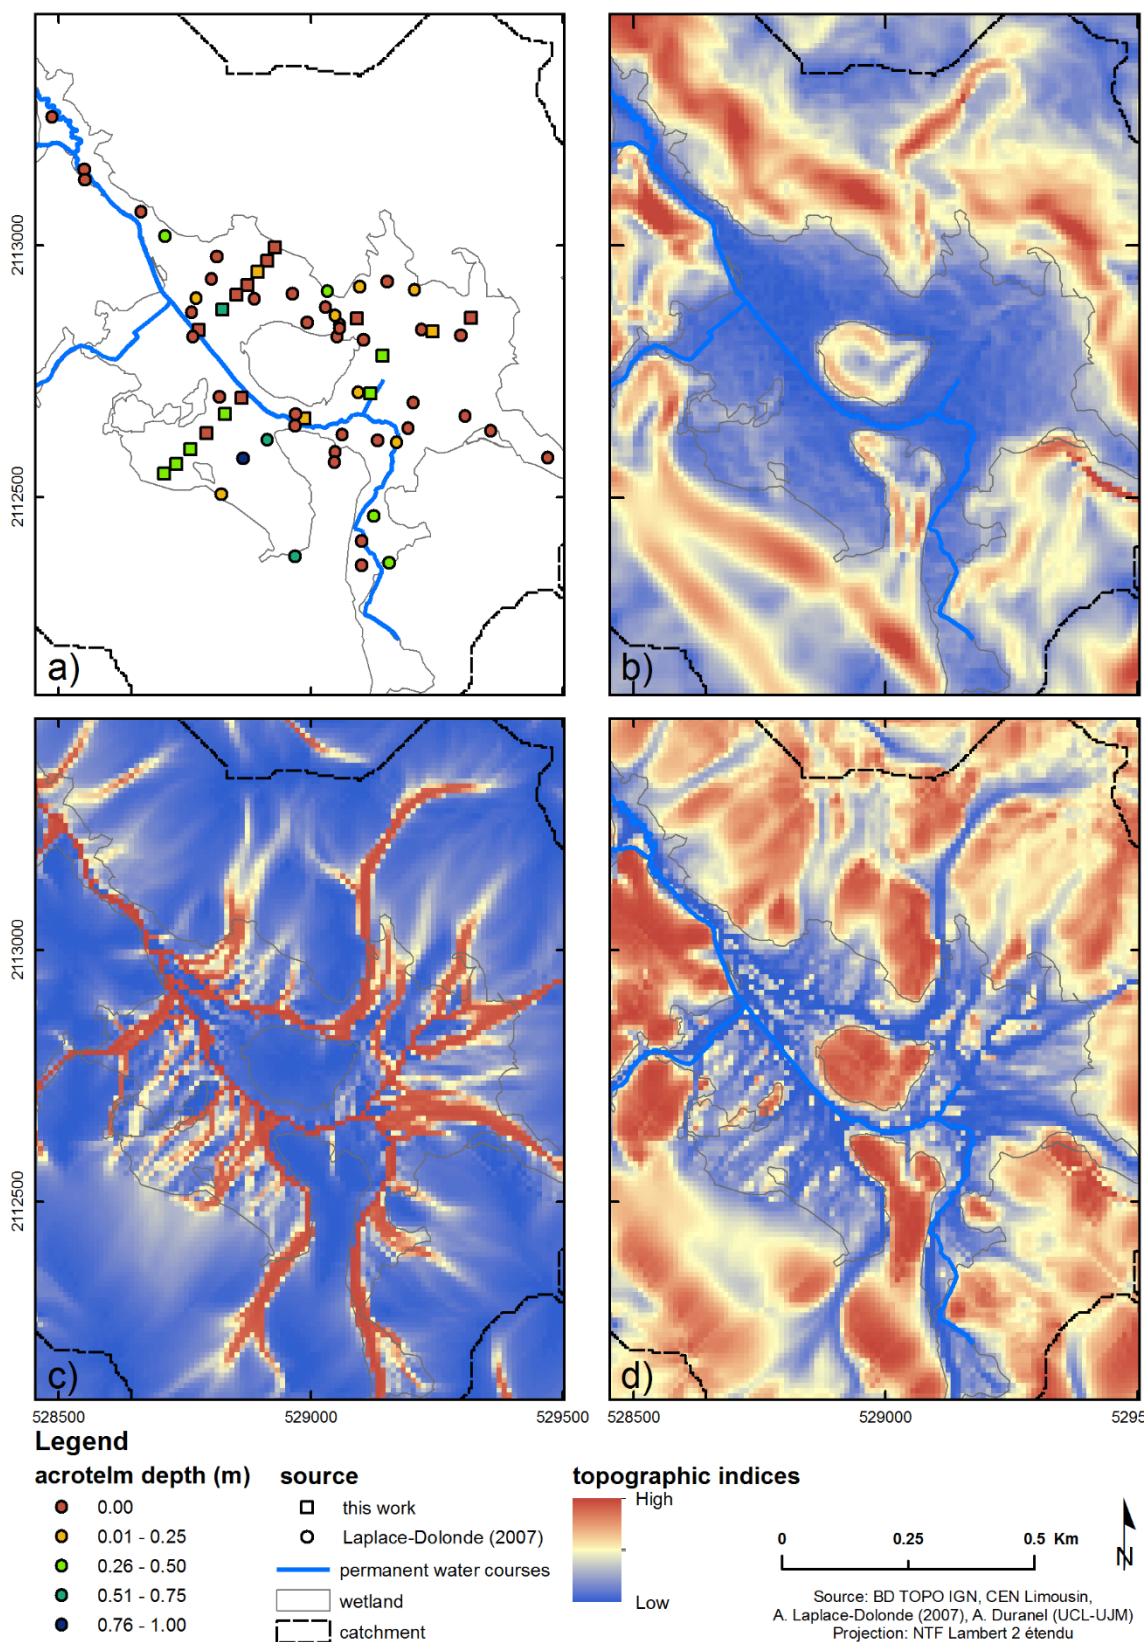 2113000
2112500
a)
b)
2113000
2112500
c)
d)
528500
529000
529500
528500
529000
5295
Legend
acrotelm depth (m)
0.00
0.01 - 0.25
0.26 - 0.50
0.51 - 0.75
0.76 - 1.00
source
this work
Laplace-Dolonde (2007)
permanent water courses
wetland
catchment
topographic indices
High
Low
0 0.25 0.5 Km
N
Source: BD TOPO IGN, CEN Limousin,
A. Laplace-Dolonde (2007), A. Duranel (UCL-UJM)
Projection: NTF Lambert 2 étendu